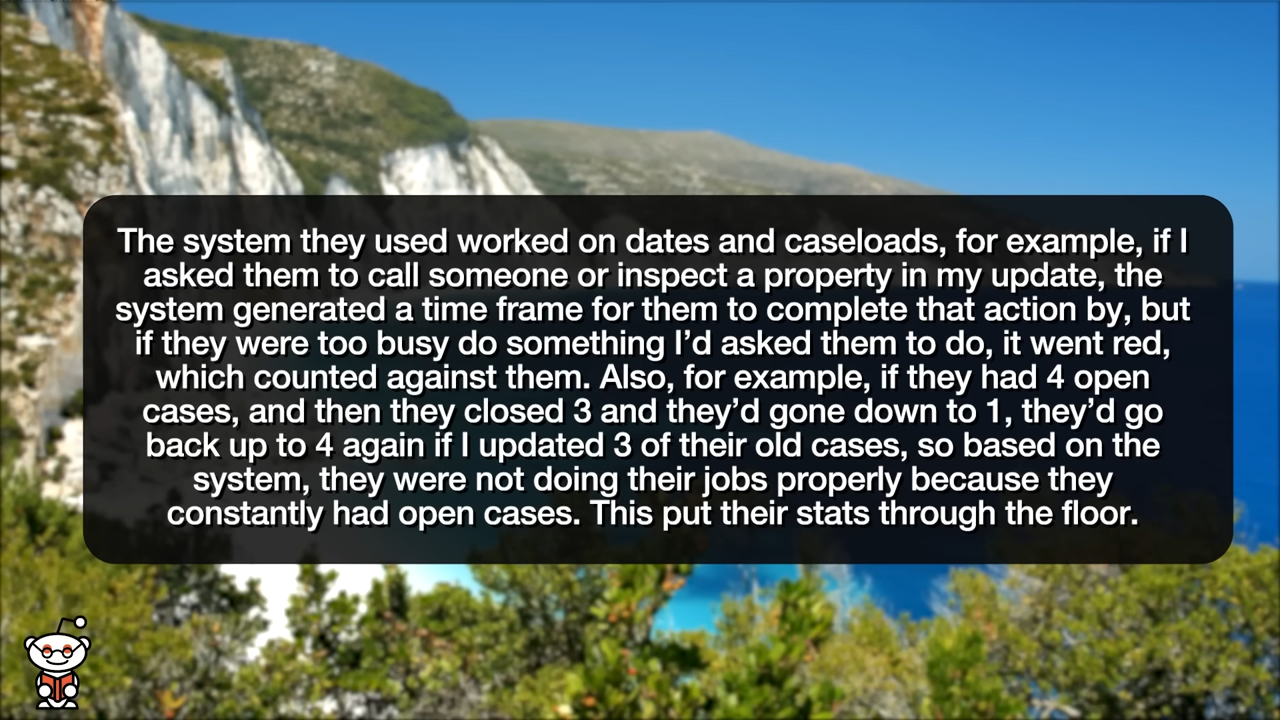 The system they used worked on dates and caseloads, for example, if I
asked them to call someone or inspect a property in my update, the
system generated a time frame for them to complete that action by, but
if they were too busy do something I’d asked them to do, it went red,
which counted against them. Also, for example, if they had 4 open
cases, and then they closed 3 and they’d gone down to 1, they’d go
back up to 4 again if I updated 3 of their old cases, so based on the
system, they were not doing their jobs properly because they
constantly had open cases. This put their stats through the floor.